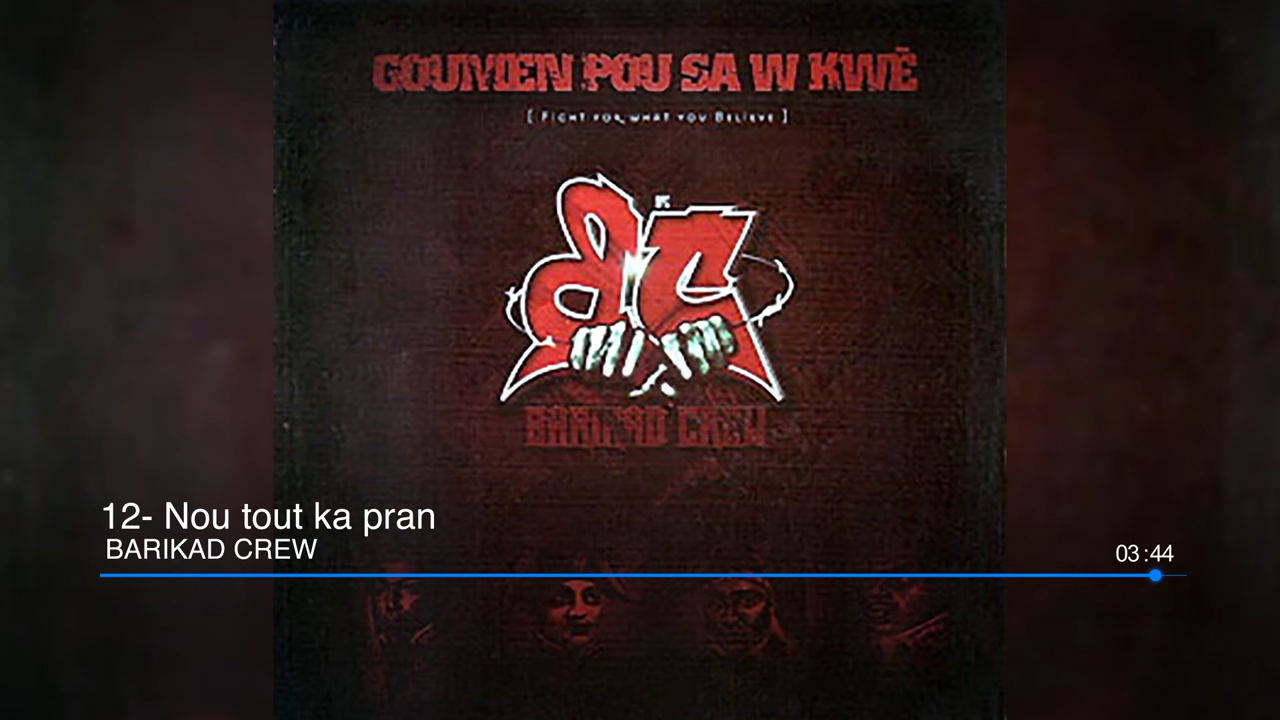 GOUMEN POU SA W KWÈ
[ FIGHT FOR WHAT YOU BELIEVE ]
BC
BARIKAD CREW
12- Nou tout ka pran
BARIKAD CREW
03:44